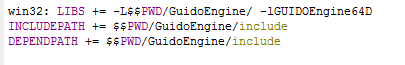 win32: LIBS += -L$$PWD/GuidoEngine/ -lGUIDOEngine64D
INCLUDEPATH += $$PWD/GuidoEngine/include
DEPENDPATH += $$PWD/GuidoEngine/include